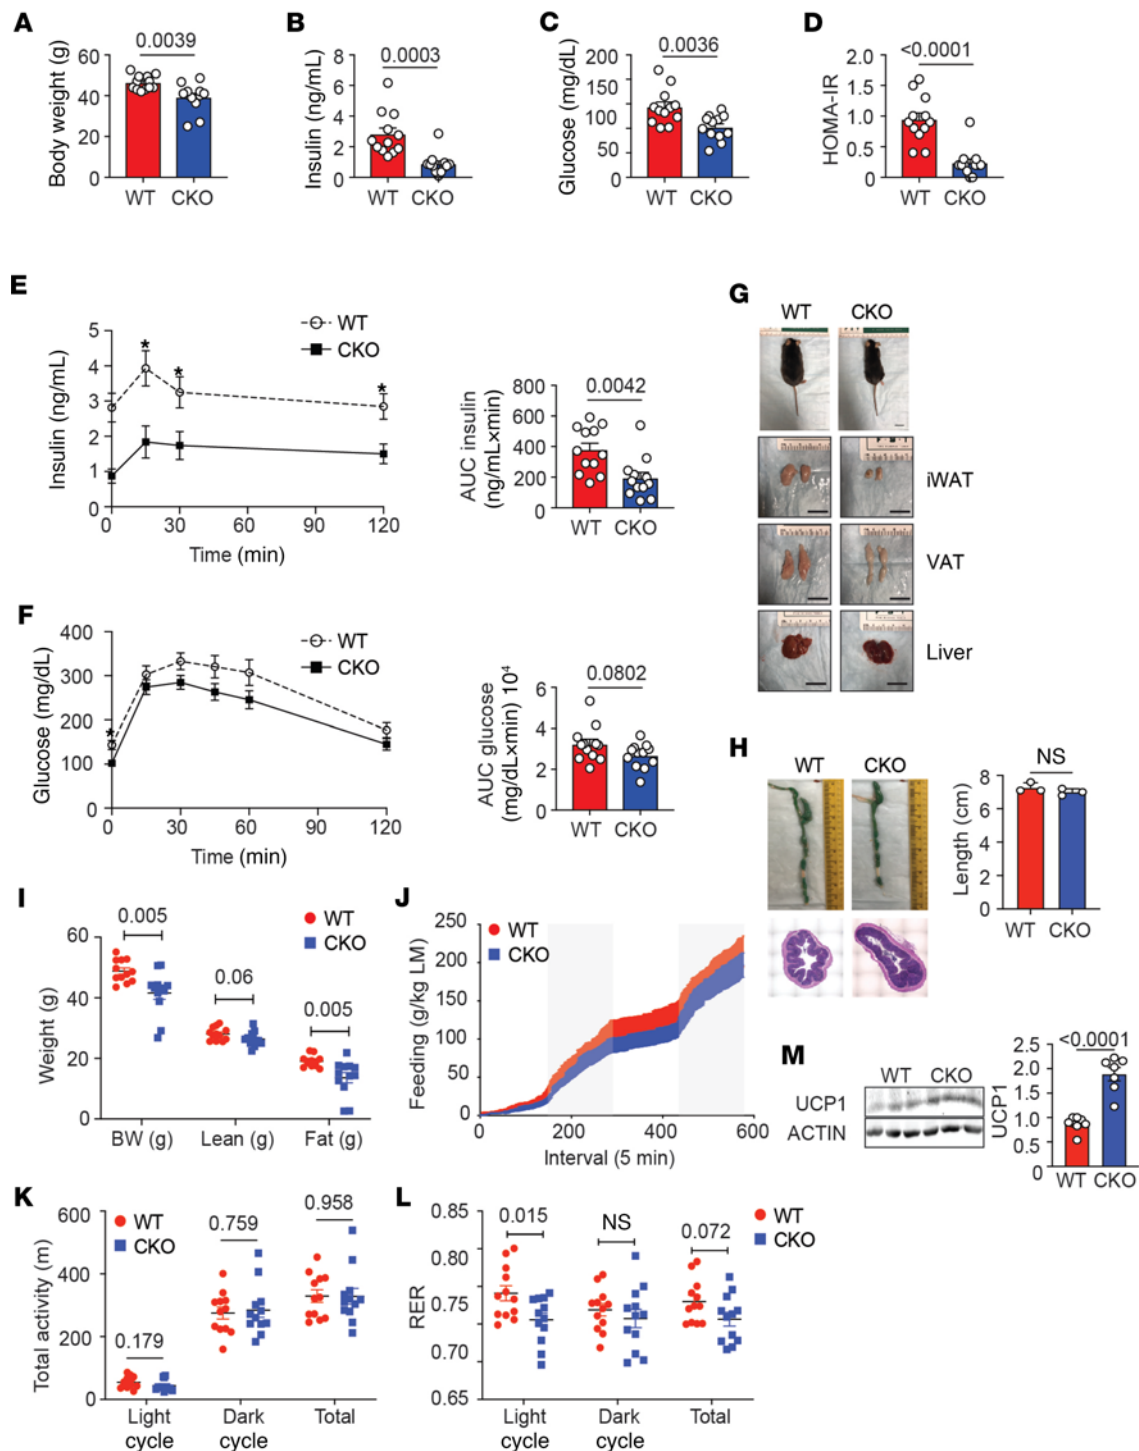 A
0.0039
Body weight (g)
60
40
20
0
WT CKO
B
0.0003
Insulin (ng/mL)
8
6
4
2
0
WT CKO
C
0.0036
Glucose (mg/dL)
200
150
100
50
100
150
0
WT CKO
D
<0.0001
HOMA-IR
2.0
1.5
1.0
0.5
0
WT CKO
E
Insulin (ng/mL)
5
4
3
2
1
0
WT
CKO
* * *
0 30 60 90 120
Time (min)
AUC insulin
(ng/mL×min)
800
600
400
200
0
0.0042
WT CKO
F
Glucose (mg/dL)
400
300
200
100
0
WT
CKO
*
0 30 60 90 120
Time (min)
AUC glucose
(mg/dL×min) 10⁴
6
4
2
0
0.0802
WT CKO
G
WT CKO
iWAT
VAT
Liver
H
WT CKO
Length (cm)
8
6
4
2
0
NS
WT CKO
I
WT
CKO
Weight (g)
60
40
20
0
0.005
0.06
0.005
BW (g) Lean (g) Fat (g)
J
WT
CKO
Feeding (g/kg LM)
250
200
150
100
50
0
0 200 400 600
Interval (5 min)
M
WT CKO
UCP1
ACTIN
<0.0001
UCP1
2.5
2.0
1.5
1.0
0
WT CKO
K
WT
CKO
Total activity (m)
600
400
200
0
0.179
0.759
0.958
Light cycle
Dark cycle
Total
L
WT
CKO
RER
0.85
0.80
0.75
0.70
0.65
0.015
NS
0.072
Light cycle
Dark cycle
Total